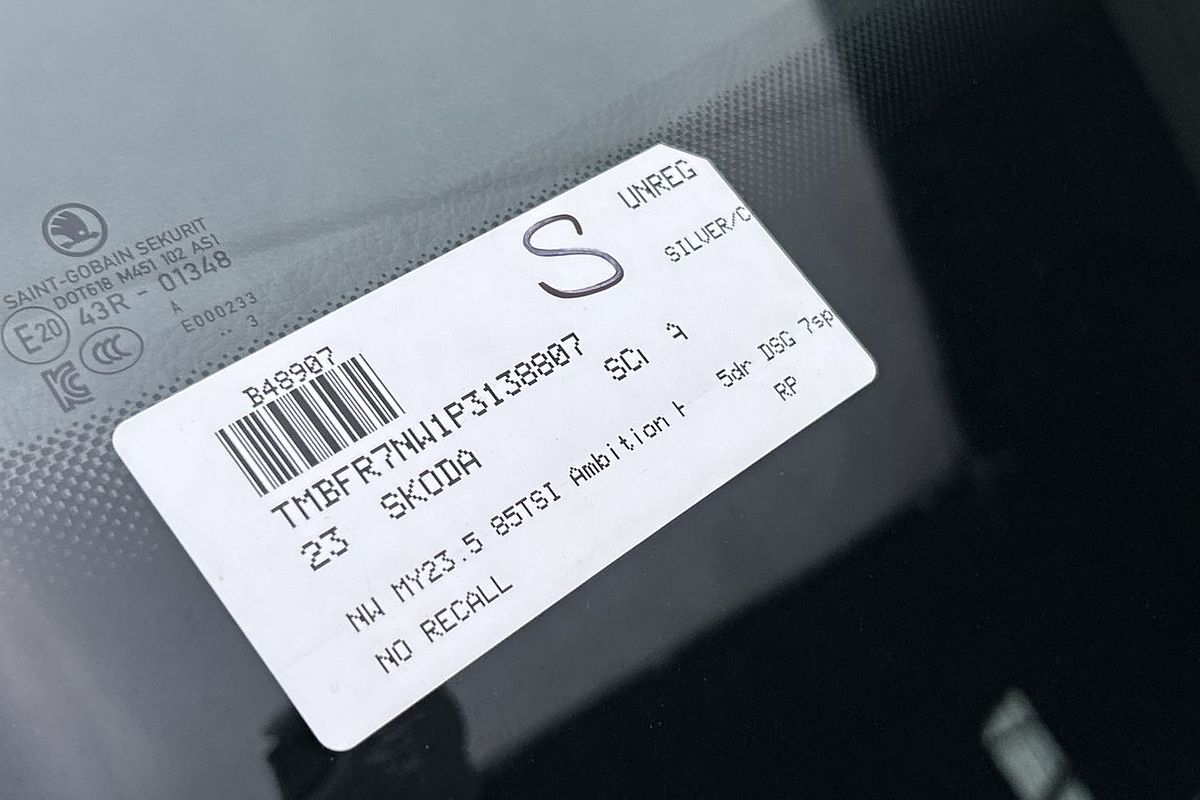 SAINT-GOBAIN SEKURIT
DOT618 M451 102 AS1
43R - 01348
E20
A
E000233
.. 3
CCC
S
UNREG
SILVER/C
B48907
TMBFR7NW1P3138807
23 SKODA
NW MY23.5 85TSI Ambition 5dr DSG 7sp
RP
NO RECALL